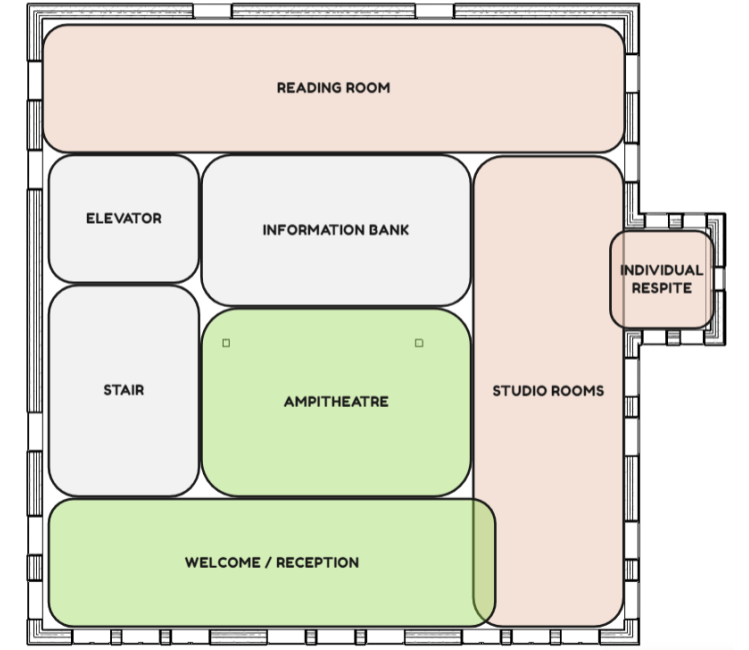 READING ROOM
ELEVATOR
INFORMATION BANK
INDIVIDUAL
RESPITE
STAIR
AMPITHEATRE
STUDIO ROOMS
WELCOME / RECEPTION